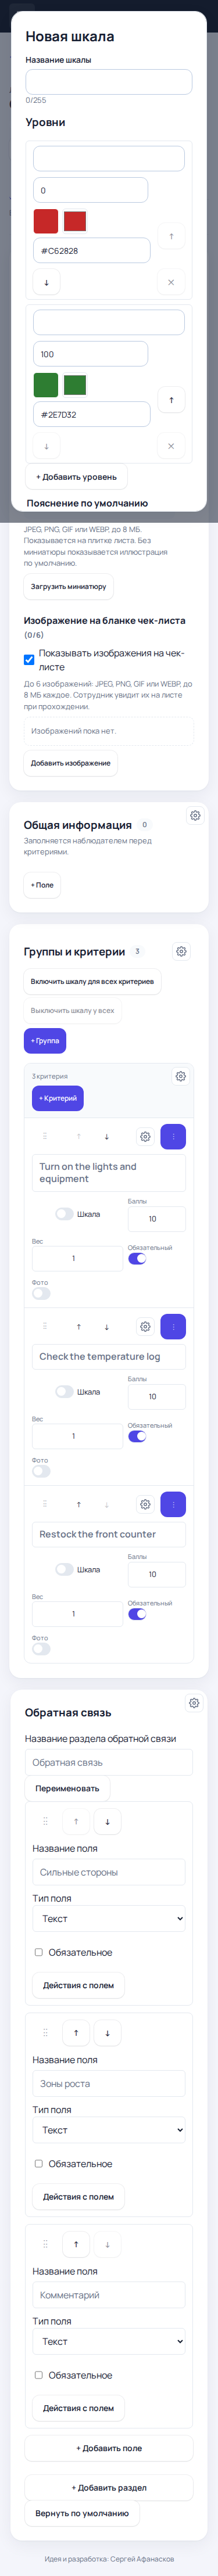 Новая шкала
Название шкалы
0/255
Уровни
0
↑
#C62828
↓
×
100
↑
#2E7D32
↓
×
+ Добавить уровень
Пояснение по умолчанию
JPEG, PNG, GIF или WEBP, до 8 МБ.
Показывается на плитке листа. Без
миниатюры показывается иллюстрация
по умолчанию.
Загрузить миниатюру
Изображение на бланке чек-листа
(0/6)
Показывать изображения на чек-
листе
До 6 изображений: JPEG, PNG, GIF или WEBP, до
8 МБ каждое. Сотрудник увидит их на листе
при прохождении.
Изображений пока нет.
Добавить изображение
Общая информация 0
Заполняется наблюдателем перед
критериями.
+ Поле
Группы и критерии 3
Включить шкалу для всех критериев
Выключить шкалу у всех
+ Группа
3 критерия
+ Критерий
↑ ↓
Turn on the lights and
equipment
Шкала
Баллы
10
Вес
1
Обязательный
Фото
↑ ↓
Check the temperature log
Шкала
Баллы
10
Вес
1
Обязательный
Фото
↑ ↓
Restock the front counter
Шкала
Баллы
10
Вес
1
Обязательный
Фото
Обратная связь
Название раздела обратной связи
Обратная связь
Переименовать
↑ ↓
Название поля
Сильные стороны
Тип поля
Текст
Обязательное
Действия с полем
↑ ↓
Название поля
Зоны роста
Тип поля
Текст
Обязательное
Действия с полем
↑ ↓
Название поля
Комментарий
Тип поля
Текст
Обязательное
Действия с полем
+ Добавить поле
+ Добавить раздел
Вернуть по умолчанию
Идея и разработка: Сергей Афанасков